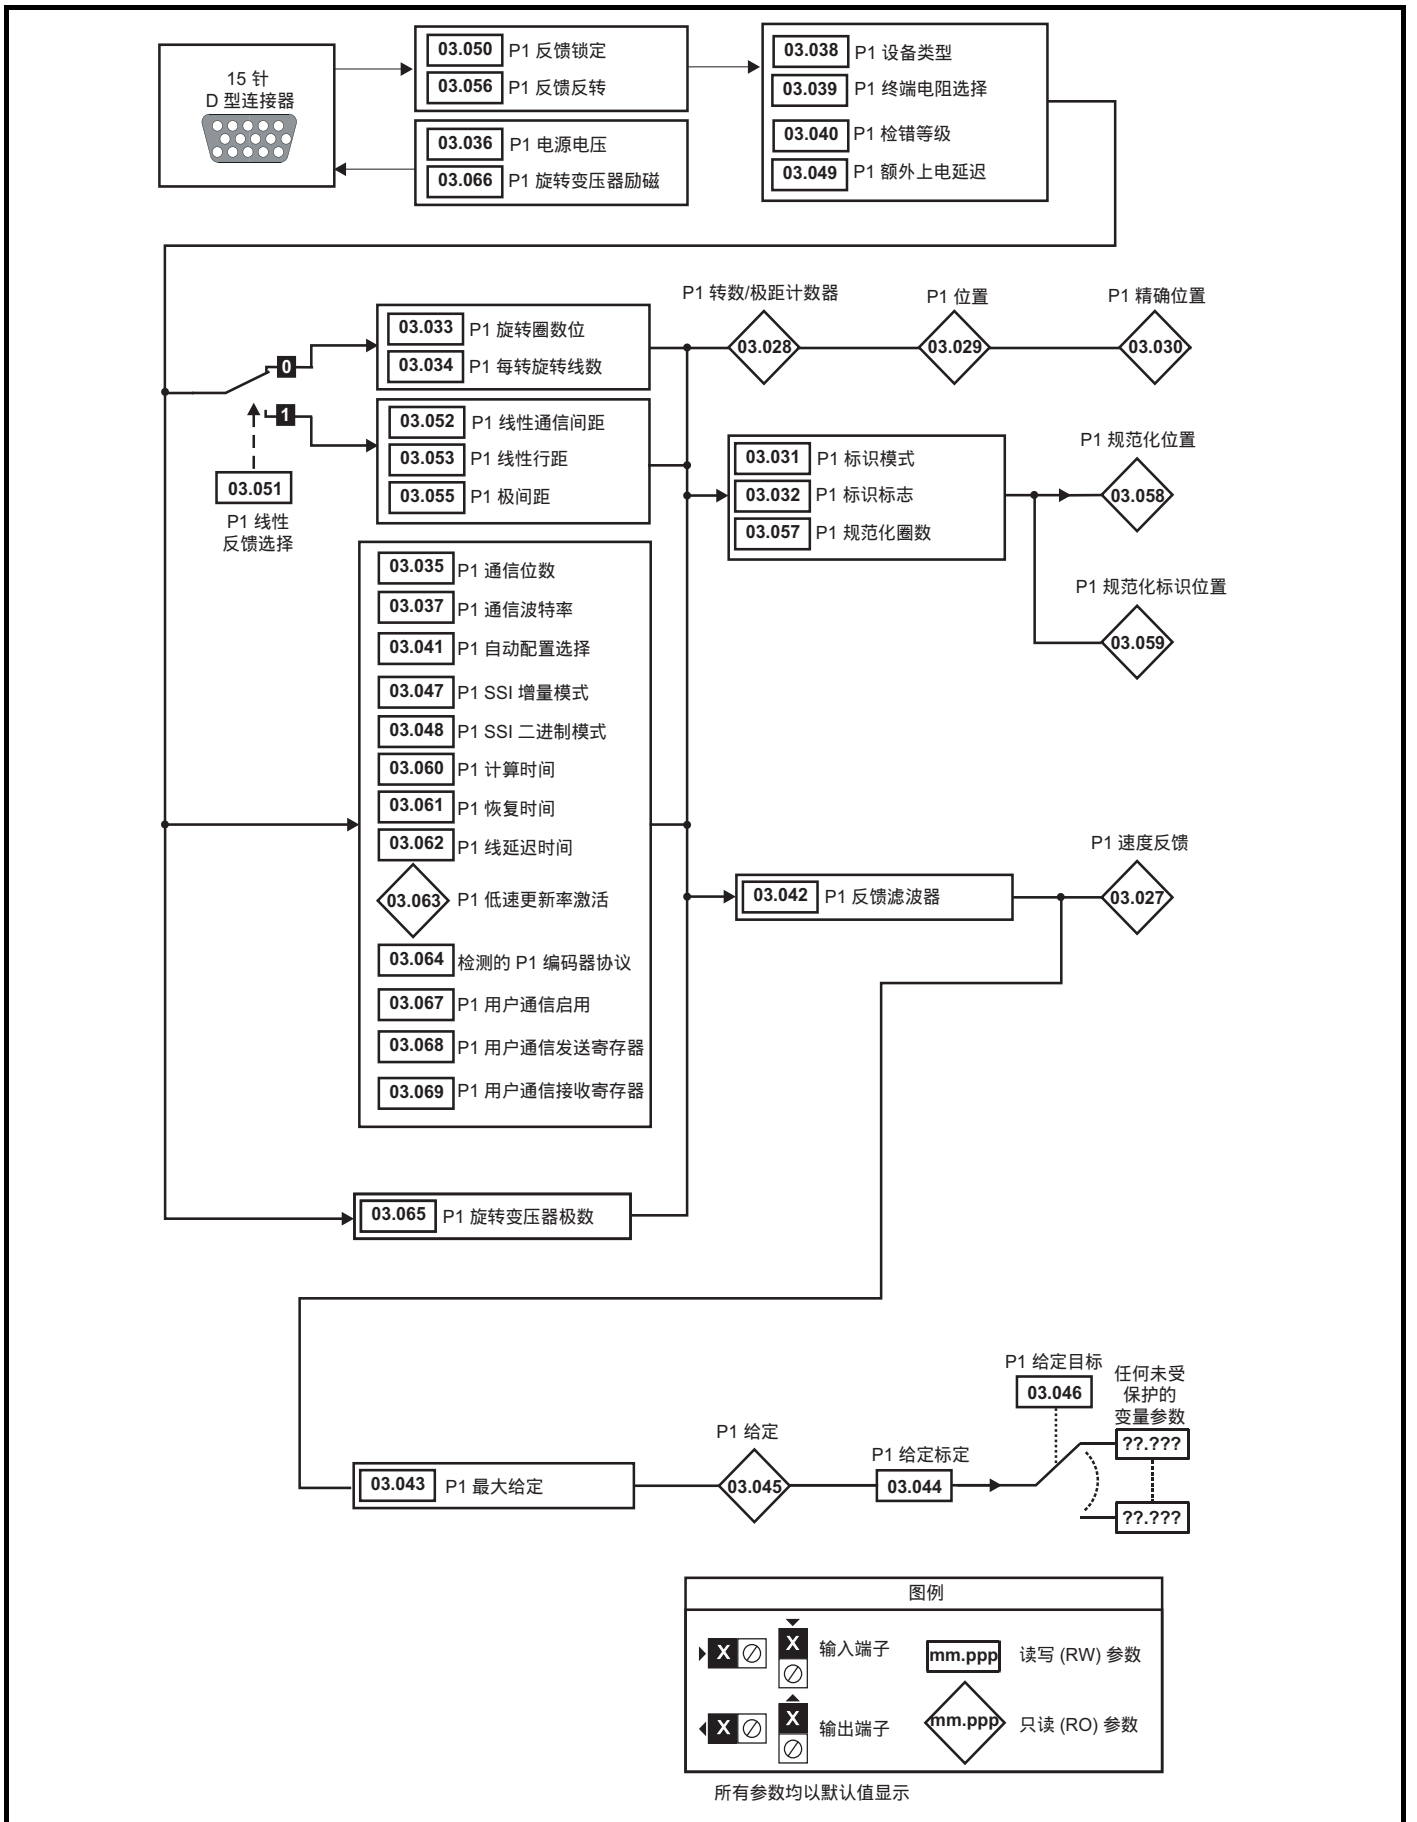 15 针
D 型连接器
03.050 P1 反馈锁定
03.056 P1 反馈反转
03.036 P1 电源电压
03.066 P1 旋转变压器励磁
03.038 P1 设备类型
03.039 P1 终端电阻选择
03.040 P1 检错等级
03.049 P1 额外上电延迟
0
1
03.051
P1 线性
反馈选择
03.033 P1 旋转圈数位
03.034 P1 每转旋转线数
03.052 P1 线性通信间距
03.053 P1 线性行距
03.055 P1 极间距
P1 转数/极距计数器
03.028
P1 位置
03.029
P1 精确位置
03.030
03.031 P1 标识模式
03.032 P1 标识标志
03.057 P1 规范化圈数
P1 规范化位置
03.058
P1 规范化标识位置
03.059
03.035 P1 通信位数
03.037 P1 通信波特率
03.041 P1 自动配置选择
03.047 P1 SSI 增量模式
03.048 P1 SSI 二进制模式
03.060 P1 计算时间
03.061 P1 恢复时间
03.062 P1 线延迟时间
03.063 P1 低速更新率激活
03.064 检测的 P1 编码器协议
03.067 P1 用户通信启用
03.068 P1 用户通信发送寄存器
03.069 P1 用户通信接收寄存器
03.042 P1 反馈滤波器
P1 速度反馈
03.027
03.065 P1 旋转变压器极数
03.043 P1 最大给定
P1 给定
03.045
P1 给定标定
03.044
P1 给定目标
03.046
任何未受
保护的
变量参数
??.???
??.???
图例
X X 输入端子
mm.ppp 读写 (RW) 参数
X X 输出端子
mm.ppp 只读 (RO) 参数
所有参数均以默认值显示